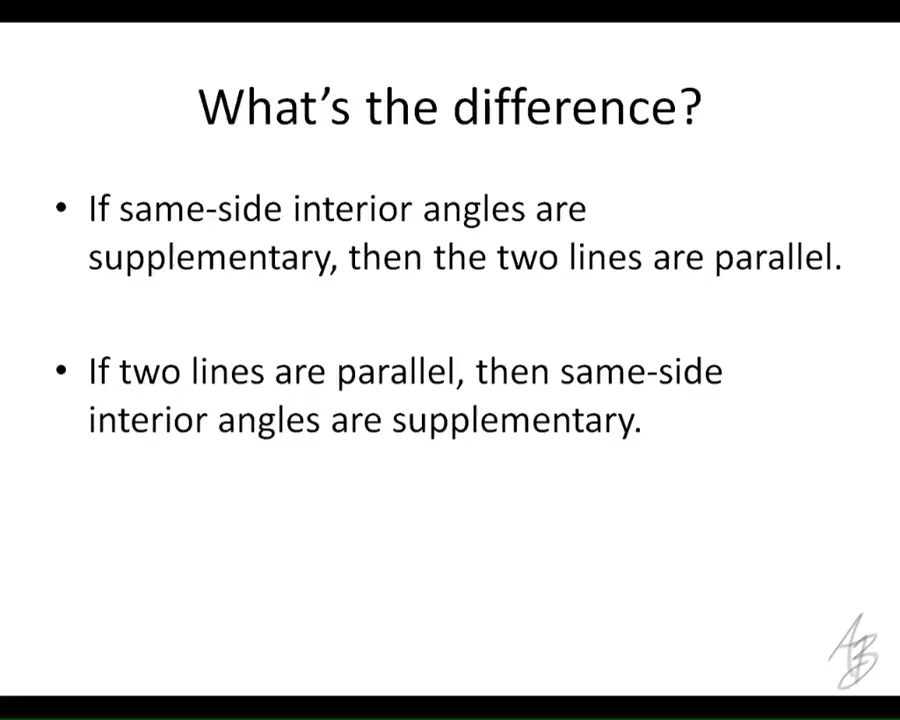 What’s the difference?
• If same-side interior angles are
supplementary, then the two lines are parallel.
• If two lines are parallel, then same-side
interior angles are supplementary.